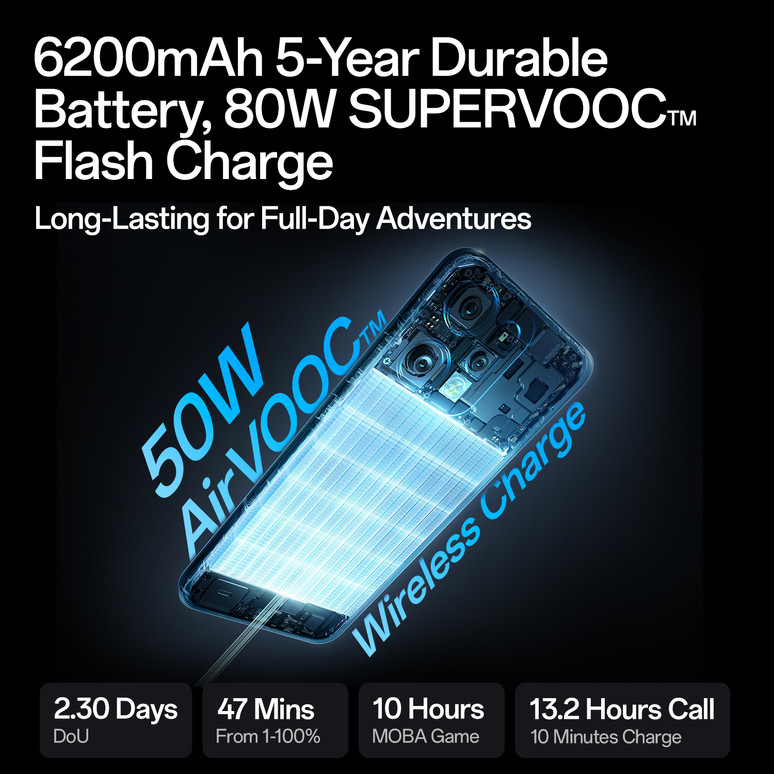 6200mAh 5-Year Durable
Battery, 80W SUPERVOOC™
Flash Charge
Long-Lasting for Full-Day Adventures
50W
AirVOOC™
Wireless Charge
2.30 Days
DoU
47 Mins
From 1-100%
10 Hours
MOBA Game
13.2 Hours Call
10 Minutes Charge